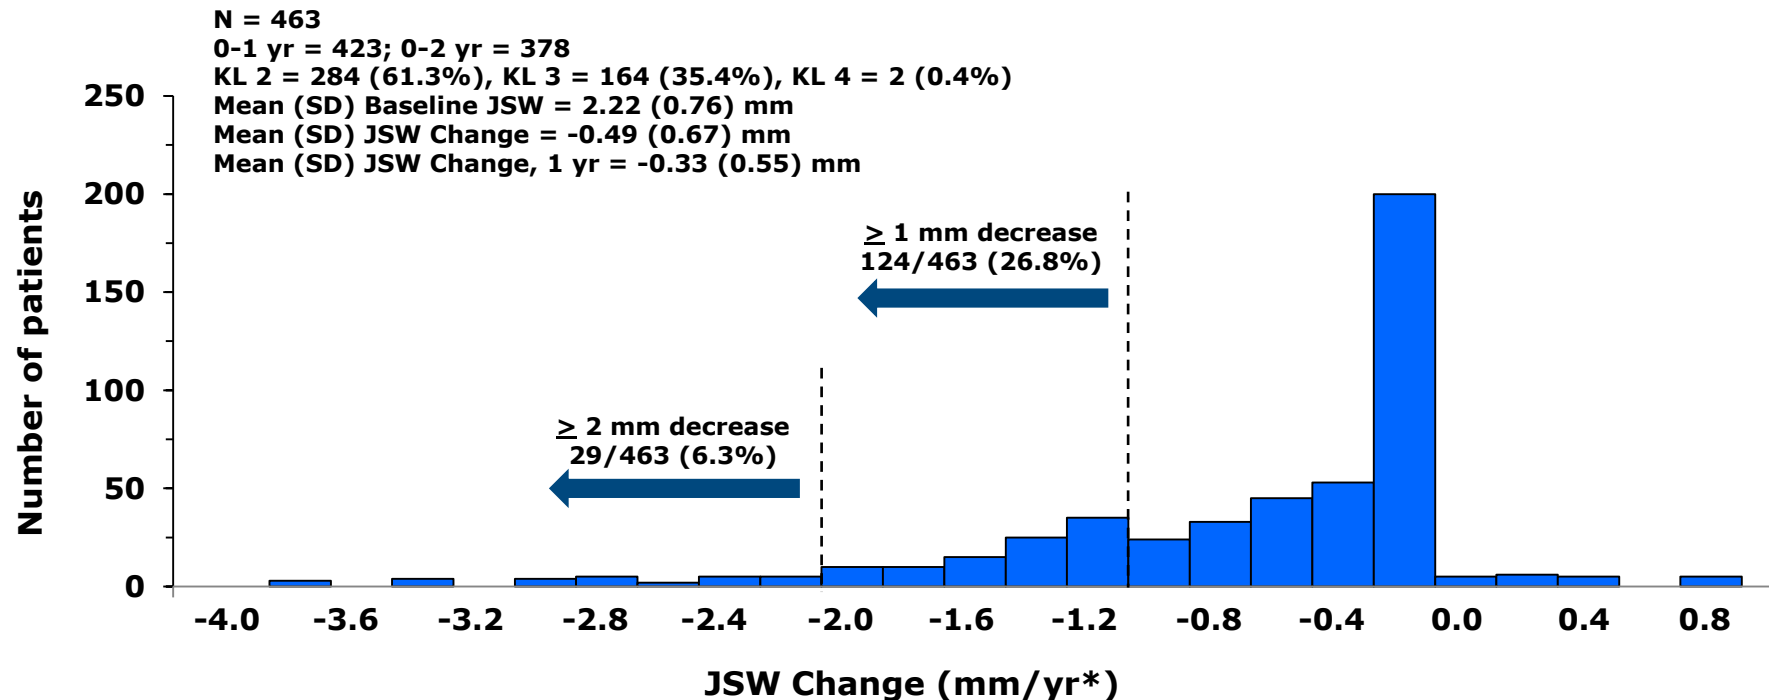 N = 463
0-1 yr = 423; 0-2 yr = 378
KL 2 = 284 (61.3%), KL 3 = 164 (35.4%), KL 4 = 2 (0.4%)
Mean (SD) Baseline JSW = 2.22 (0.76) mm
Mean (SD) JSW Change = -0.49 (0.67) mm
Mean (SD) JSW Change, 1 yr = -0.33 (0.55) mm
Number of patients
250
200
150
100
50
0
≥ 1 mm decrease
124/463 (26.8%)
≥ 2 mm decrease
29/463 (6.3%)
-4.0 -3.6 -3.2 -2.8 -2.4 -2.0 -1.6 -1.2 -0.8 -0.4 0.0 0.4 0.8
JSW Change (mm/yr*)